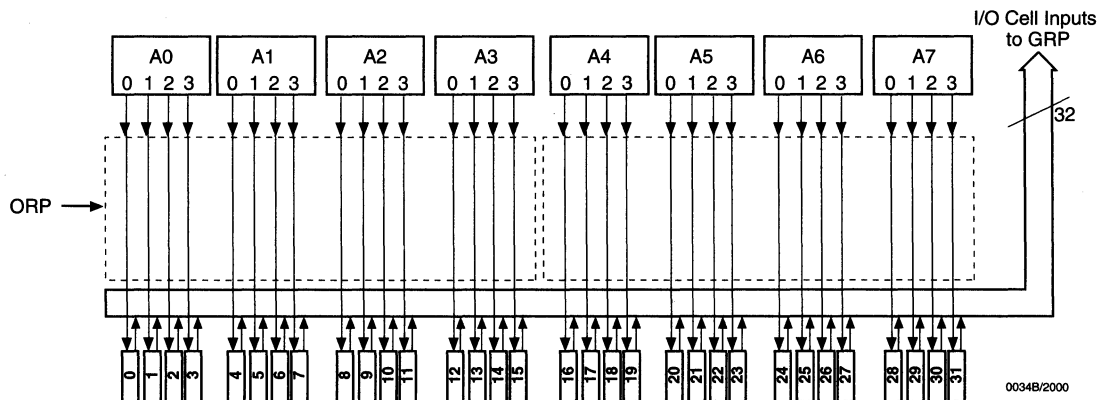 I/O Cell Inputs
to GRP
A0 A1 A2 A3 A4 A5 A6 A7
0 1 2 3 0 1 2 3 0 1 2 3 0 1 2 3 0 1 2 3 0 1 2 3 0 1 2 3 0 1 2 3
32
ORP
0 1 2 3 4 5 6 7 8 9 10 11 12 13 14 15 16 17 18 19 20 21 22 23 24 25 26 27 28 29 30 31
0034B/2000